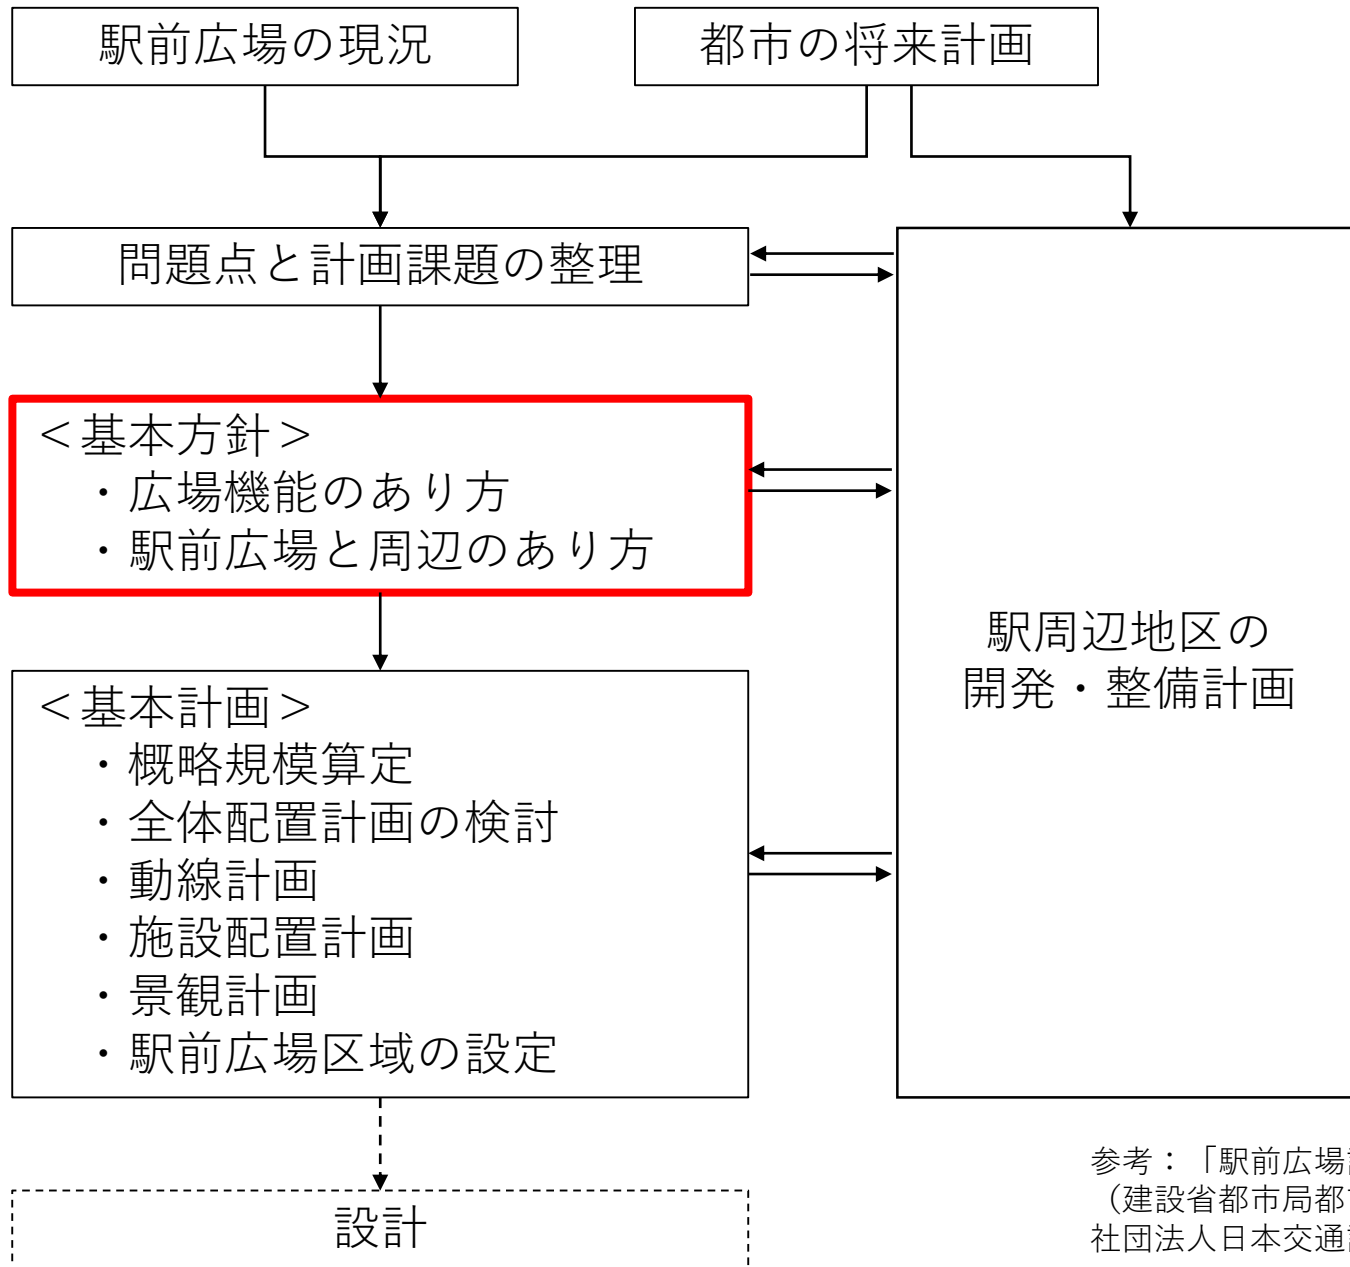 駅前広場の現況
都市の将来計画
問題点と計画課題の整理
＜基本方針＞
・広場機能のあり方
・駅前広場と周辺のあり方
駅周辺地区の
開発・整備計画
＜基本計画＞
・概略規模算定
・全体配置計画の検討
・動線計画
・施設配置計画
・景観計画
・駅前広場区域の設定
参考：「駅前広場
（建設省都市局都
社団法人日本交通
設計